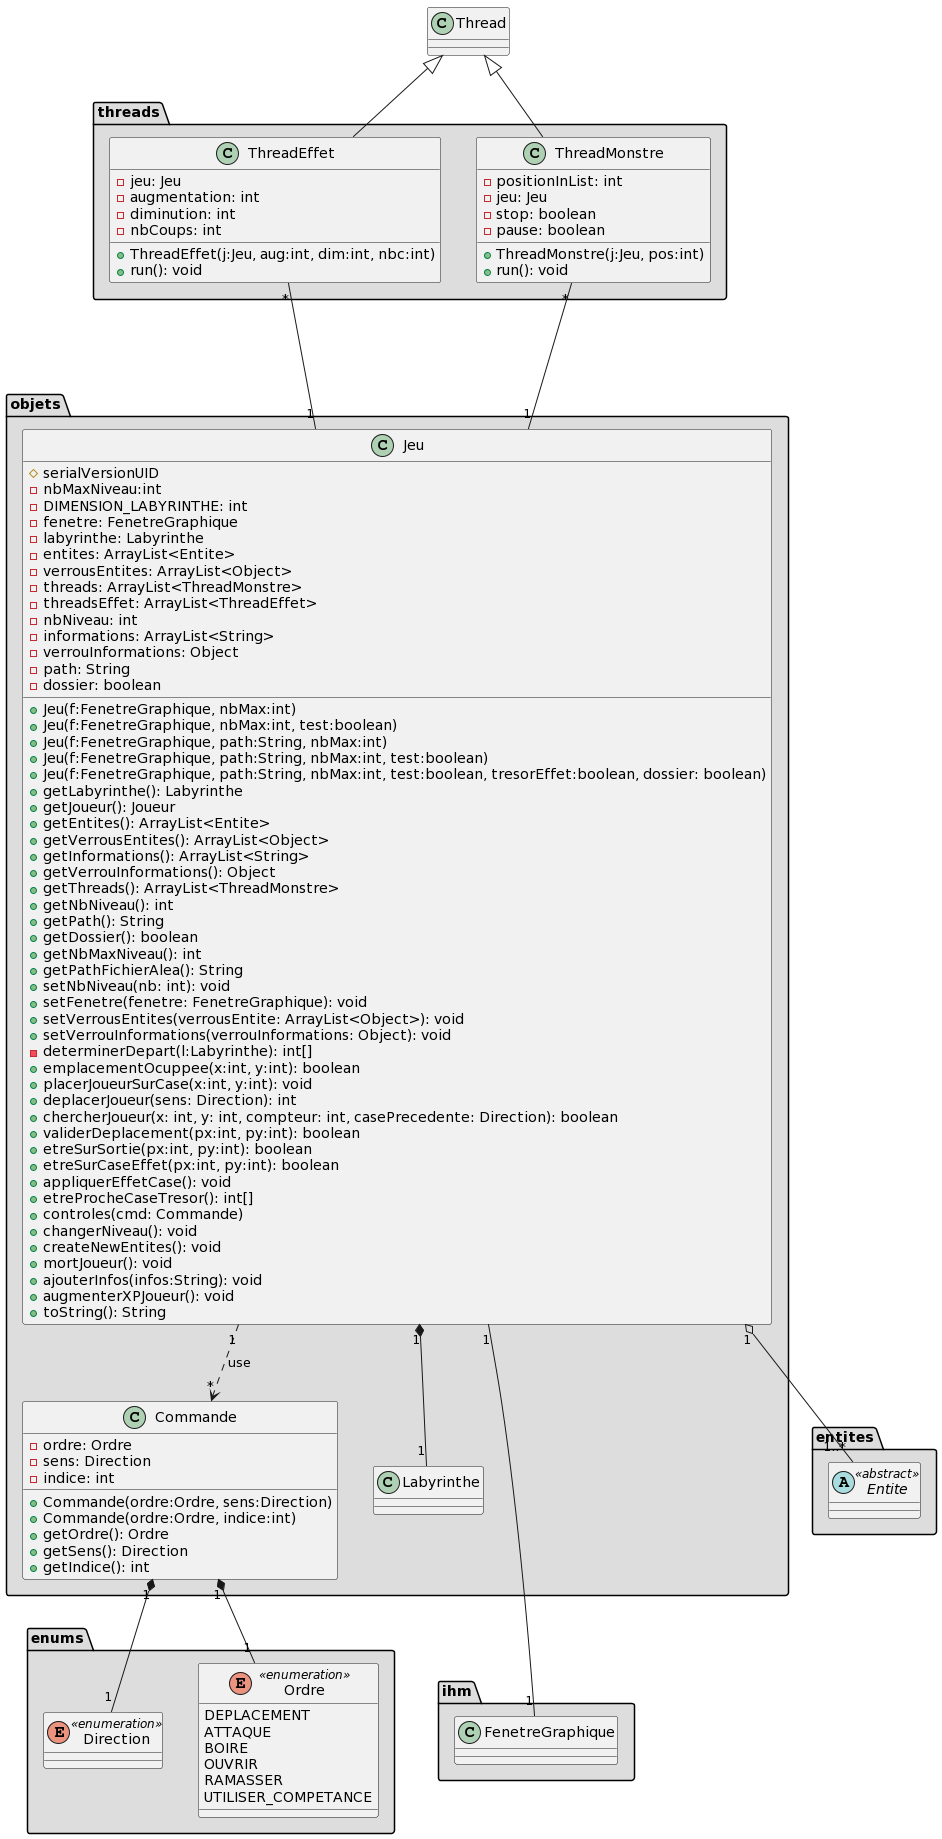 C Thread
threads
C ThreadEffet
jeu: Jeu
augmentation: int
diminution: int
nbCoups: int
ThreadEffet(j:Jeu, aug:int, dim:int, nbc:int)
run(): void
C ThreadMonstre
positionInList: int
jeu: Jeu
stop: boolean
pause: boolean
ThreadMonstre(j:Jeu, pos:int)
run(): void
*
*
1
1
objets
C Jeu
serialVersionUID
nbMaxNiveau:int
DIMENSION_LABYRINTHE: int
fenetre: FenetreGraphique
labyrinthe: Labyrinthe
entites: ArrayList<Entite>
verrousEntites: ArrayList<Object>
threads: ArrayList<ThreadMonstre>
threadsEffet: ArrayList<ThreadEffet>
nbNiveau: int
informations: ArrayList<String>
verrouInformations: Object
path: String
dossier: boolean
Jeu(f:FenetreGraphique, nbMax:int)
Jeu(f:FenetreGraphique, nbMax:int, test:boolean)
Jeu(f:FenetreGraphique, path:String, nbMax:int)
Jeu(f:FenetreGraphique, path:String, nbMax:int, test:boolean)
Jeu(f:FenetreGraphique, path:String, nbMax:int, test:boolean, tresorEffet:boolean, dossier: boolean)
getLabyrinthe(): Labyrinthe
getJoueur(): Joueur
getEntites(): ArrayList<Entite>
getVerrousEntites(): ArrayList<Object>
getInformations(): ArrayList<String>
getVerrouInformations(): Object
getThreads(): ArrayList<ThreadMonstre>
getNbNiveau(): int
getPath(): String
getDossier(): boolean
getNbMaxNiveau(): int
getPathFichierAlea(): String
setNbNiveau(nb: int): void
setFenetre(fenetre: FenetreGraphique): void
setVerrousEntites(verrousEntite: ArrayList<Object>): void
setVerrouInformations(verrouInformations: Object): void
determinerDepart(l:Labyrinthe): int[]
emplacementOcuppee(x:int, y:int): boolean
placerJoueurSurCase(x:int, y:int): void
deplacerJoueur(sens: Direction): int
chercherJoueur(x: int, y: int, compteur: int, casePrecedente: Direction): boolean
validerDeplacement(px:int, py:int): boolean
etreSurSortie(px:int, py:int): boolean
etreSurCaseEffet(px:int, py:int): boolean
appliquerEffetCase(): void
etreProcheCaseTresor(): int[]
controles(cmd: Commande)
changerNiveau(): void
createNewEntites(): void
mortJoueur(): void
ajouterInfos(infos:String): void
augmenterXPJoueur(): void
toString(): String
1
1
1
1
use
*
C Commande
ordre: Ordre
sens: Direction
indice: int
Commande(ordre:Ordre, sens:Direction)
Commande(ordre:Ordre, indice:int)
getOrdre(): Ordre
getSens(): Direction
getIndice(): int
1
C Labyrinthe
entites
1..*
A «abstract»
Entite
1
1
enums
1
1
E «enumeration»
Direction
E «enumeration»
Ordre
DEPLACEMENT
ATTAQUE
BOIRE
OUVRIR
RAMASSER
UTILISER_COMPETANCE
ihm
1
C FenetreGraphique